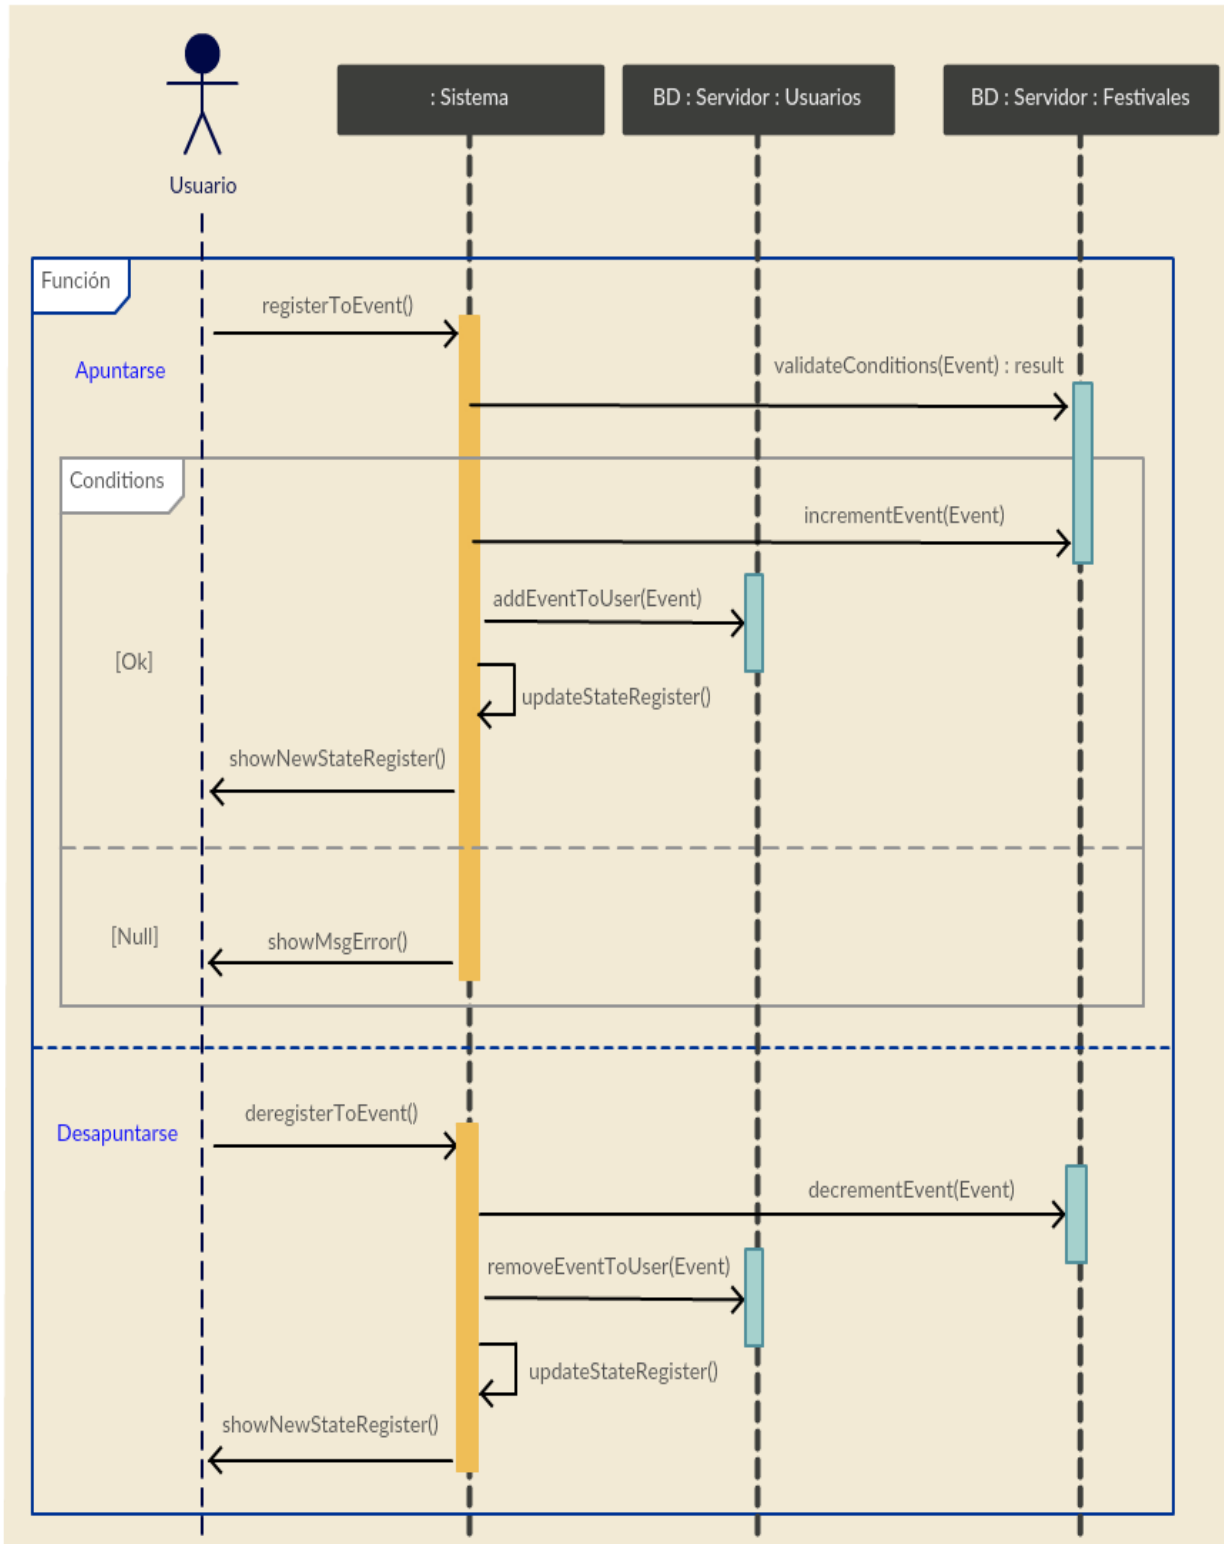 : Sistema
BD : Servidor : Usuarios
BD : Servidor : Festivales
Usuario
Función
registerToEvent()
Apuntarse
validateConditions(Event) : result
Conditions
incrementEvent(Event)
addEventToUser(Event)
[Ok]
updateStateRegister()
showNewStateRegister()
[Null]
showMsgError()
deregisterToEvent()
Desapuntarse
decrementEvent(Event)
removeEventToUser(Event)
updateStateRegister()
showNewStateRegister()